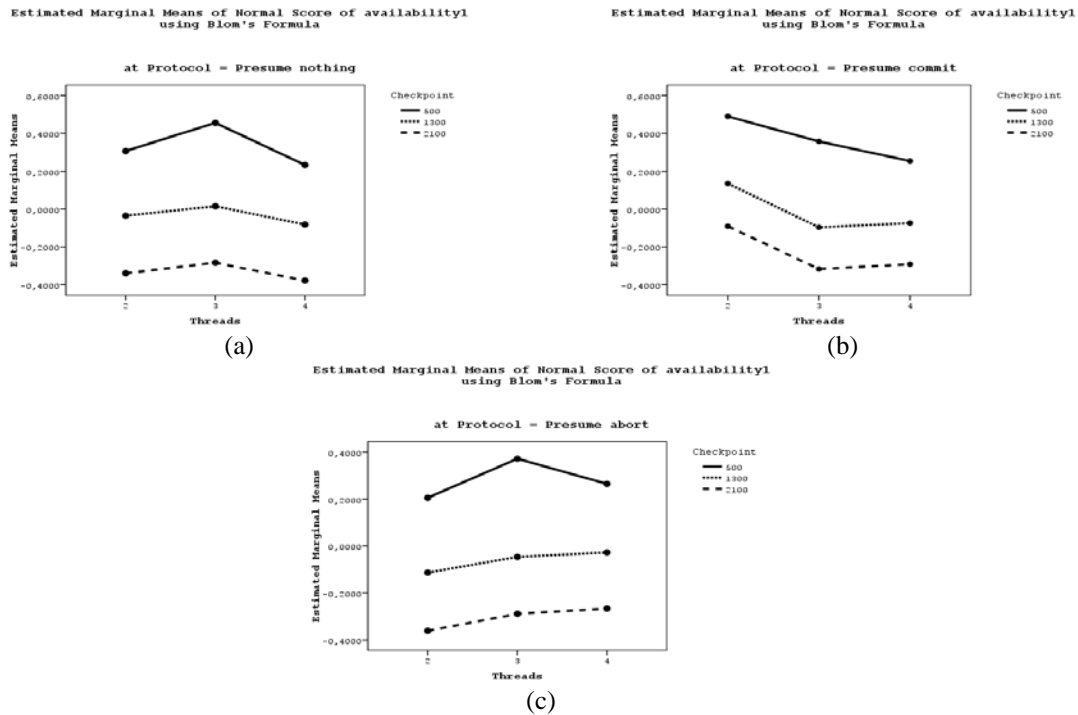 Estimated Marginal Means of Normal Score of availability1
using Blom's Formula
at Protocol = Presume nothing
Estimated Marginal Means
0,6000
0,4000
0,2000
0,0000
-0,2000
-0,4000
2
3
4
Threads
Checkpoint
500
1300
2100
(a)
Estimated Marginal Means of Normal Score of availability1
using Blom's Formula
at Protocol = Presume commit
Estimated Marginal Means
0,6000
0,4000
0,2000
0,0000
-0,2000
-0,4000
2
3
4
Threads
Checkpoint
500
1300
2100
(b)
Estimated Marginal Means of Normal Score of availability1
using Blom's Formula
at Protocol = Presume abort
Estimated Marginal Means
0,4000
0,2000
0,0000
-0,2000
-0,4000
2
3
4
Threads
Checkpoint
500
1300
2100
(c)